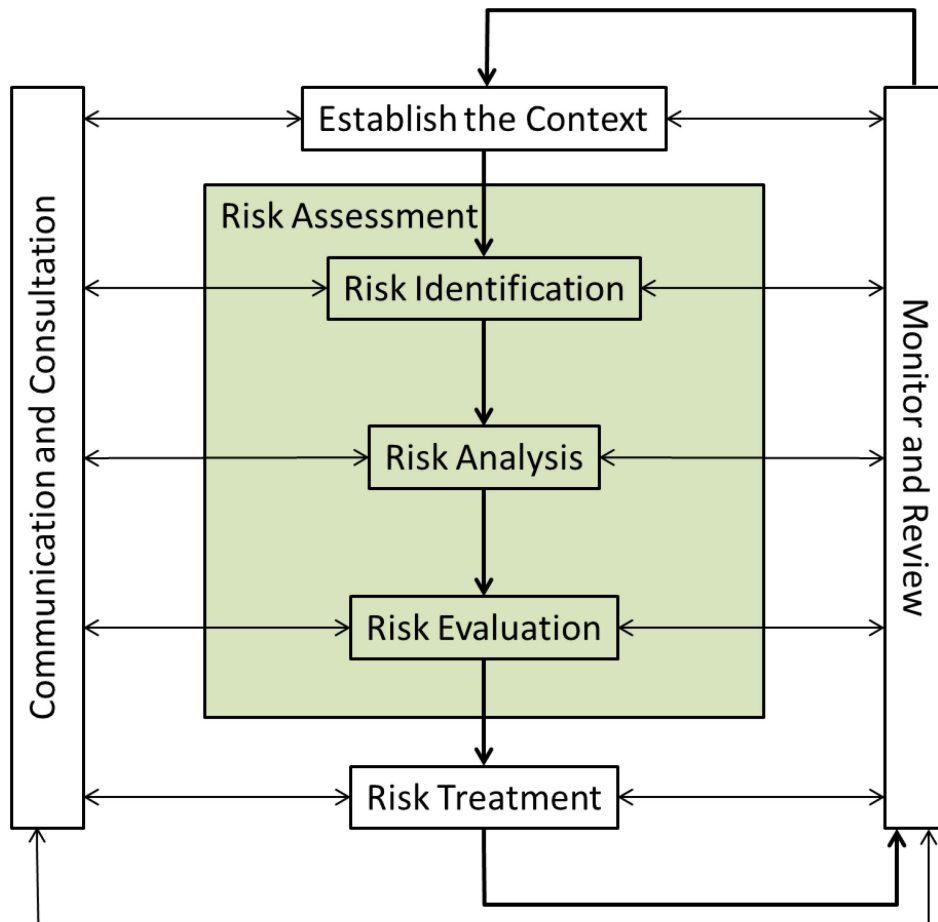 Establish the Context
Risk Assessment
Risk Identification
Risk Analysis
Risk Evaluation
Risk Treatment
Communication and Consultation
Monitor and Review